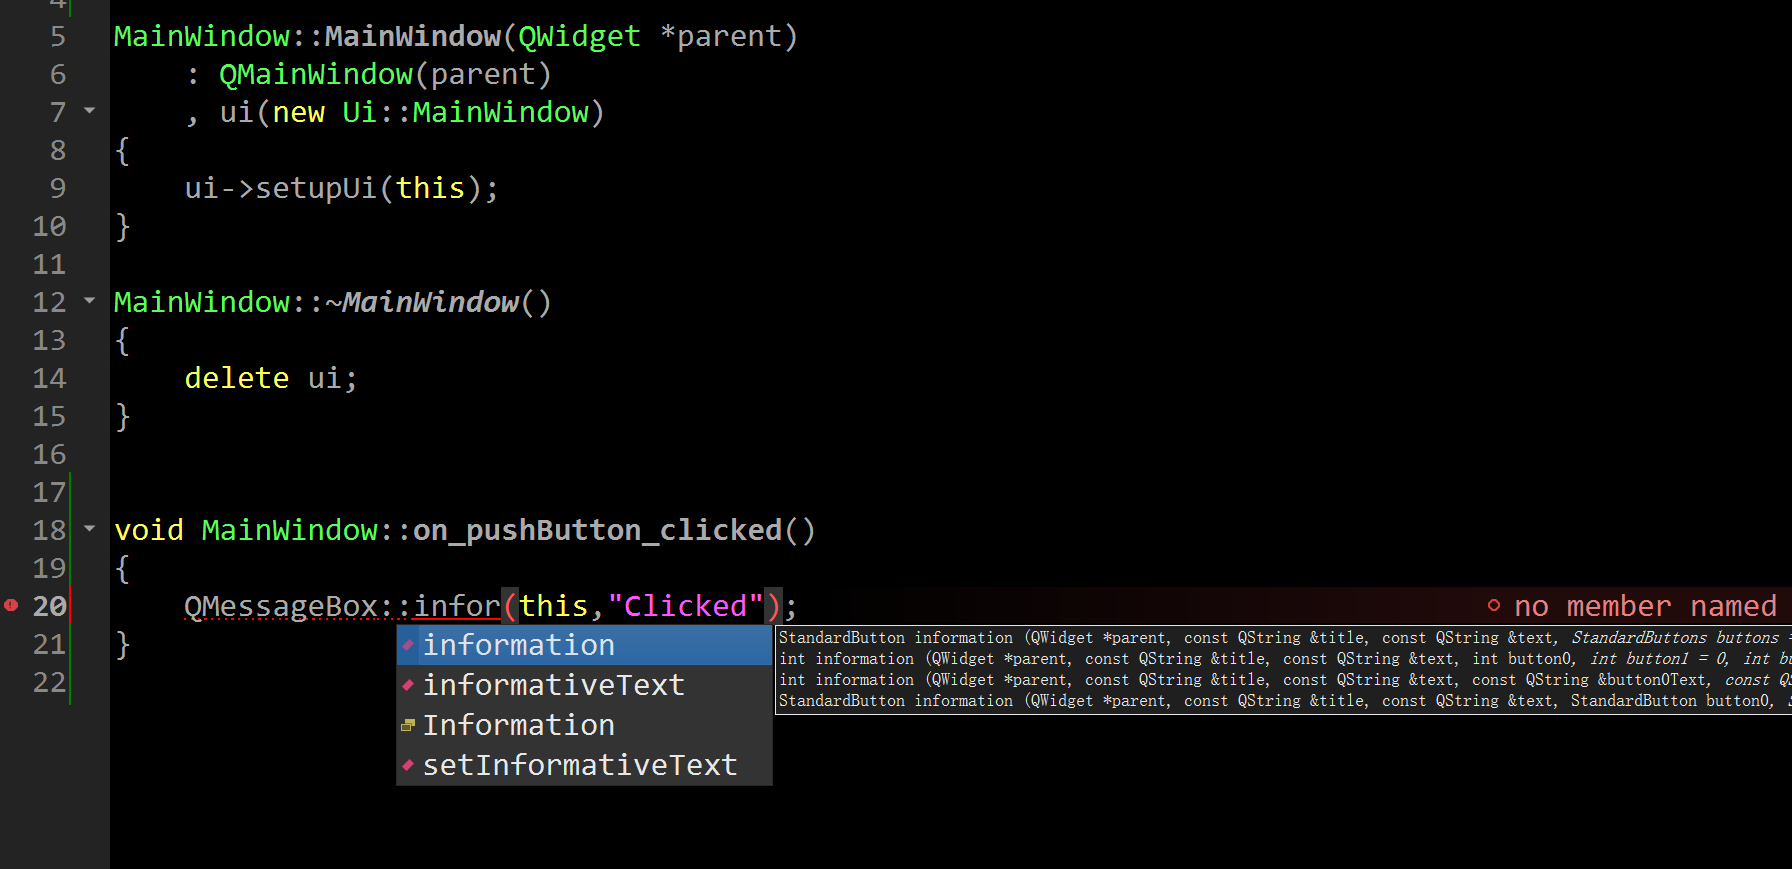 4
5 MainWindow::MainWindow(QWidget *parent)
6     : QMainWindow(parent)
7     , ui(new Ui::MainWindow)
8 {
9     ui->setupUi(this);
10 }
11
12 MainWindow::~MainWindow()
13 {
14     delete ui;
15 }
16
17
18 void MainWindow::on_pushButton_clicked()
19 {
20     QMessageBox::infor(this,"Clicked"); no member named
21 }
22
information
informativeText
Information
setInformativeText
StandardButton information (QWidget *parent, const QString &title, const QString &text, StandardButtons buttons =
int information (QWidget *parent, const QString &title, const QString &text, int button0, int button1 = 0, int bu
int information (QWidget *parent, const QString &title, const QString &text, const QString &button0Text, const QS
StandardButton information (QWidget *parent, const QString &title, const QString &text, StandardButton button0, S